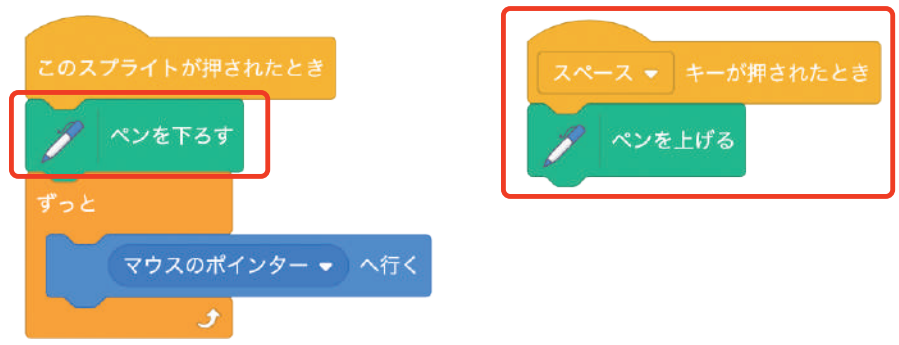 このスプライトが押されたとき
ペンを下ろす
ずっと
マウスのポインター へ行く
スペース キーが押されたとき
ペンを上げる